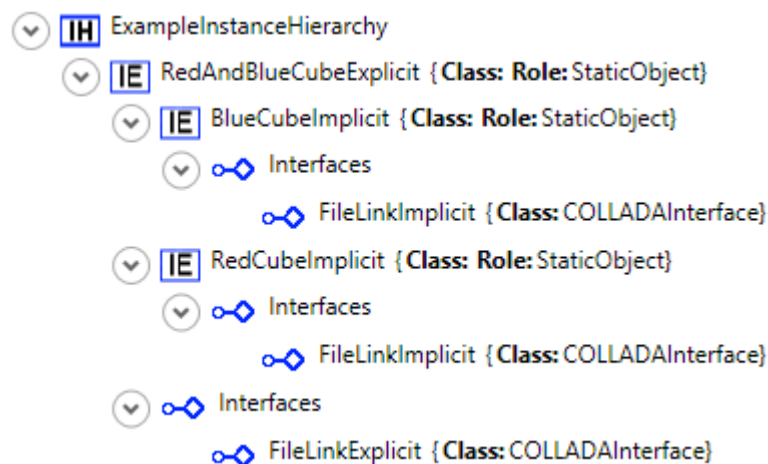 IH ExampleInstanceHierarchy
IE RedAndBlueCubeExplicit {Class: Role: StaticObject}
IE BlueCubeImplicit {Class: Role: StaticObject}
Interfaces
FileLinkImplicit {Class: COLLADAInterface}
IE RedCubeImplicit {Class: Role: StaticObject}
Interfaces
FileLinkImplicit {Class: COLLADAInterface}
Interfaces
FileLinkExplicit {Class: COLLADAInterface}